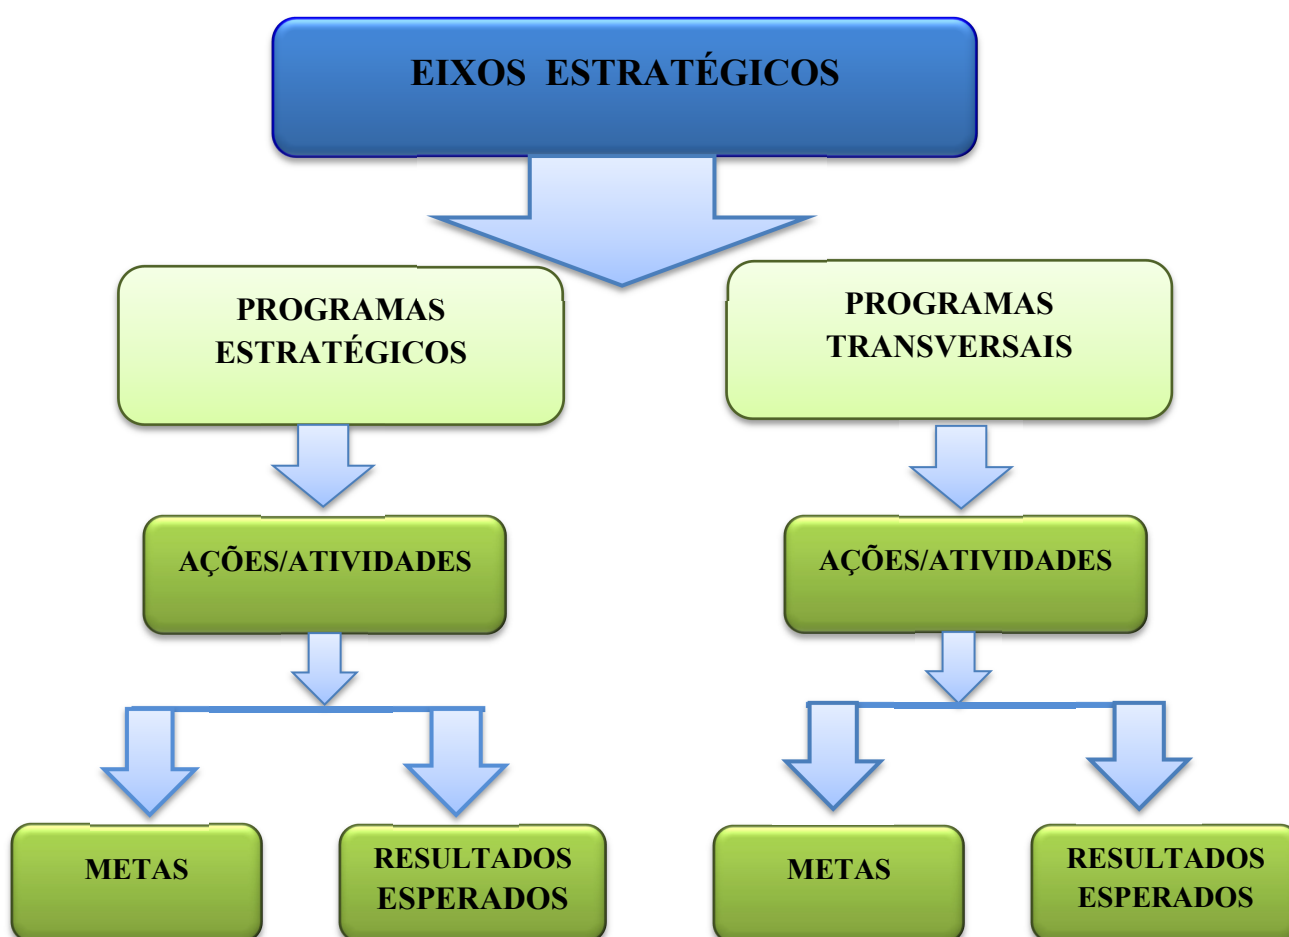 EIXOS ESTRATÉGICOS
PROGRAMAS
ESTRATÉGICOS
PROGRAMAS
TRANSVERSAIS
AÇÕES/ATIVIDADES
AÇÕES/ATIVIDADES
METAS
RESULTADOS
ESPERADOS
METAS
RESULTADOS
ESPERADOS